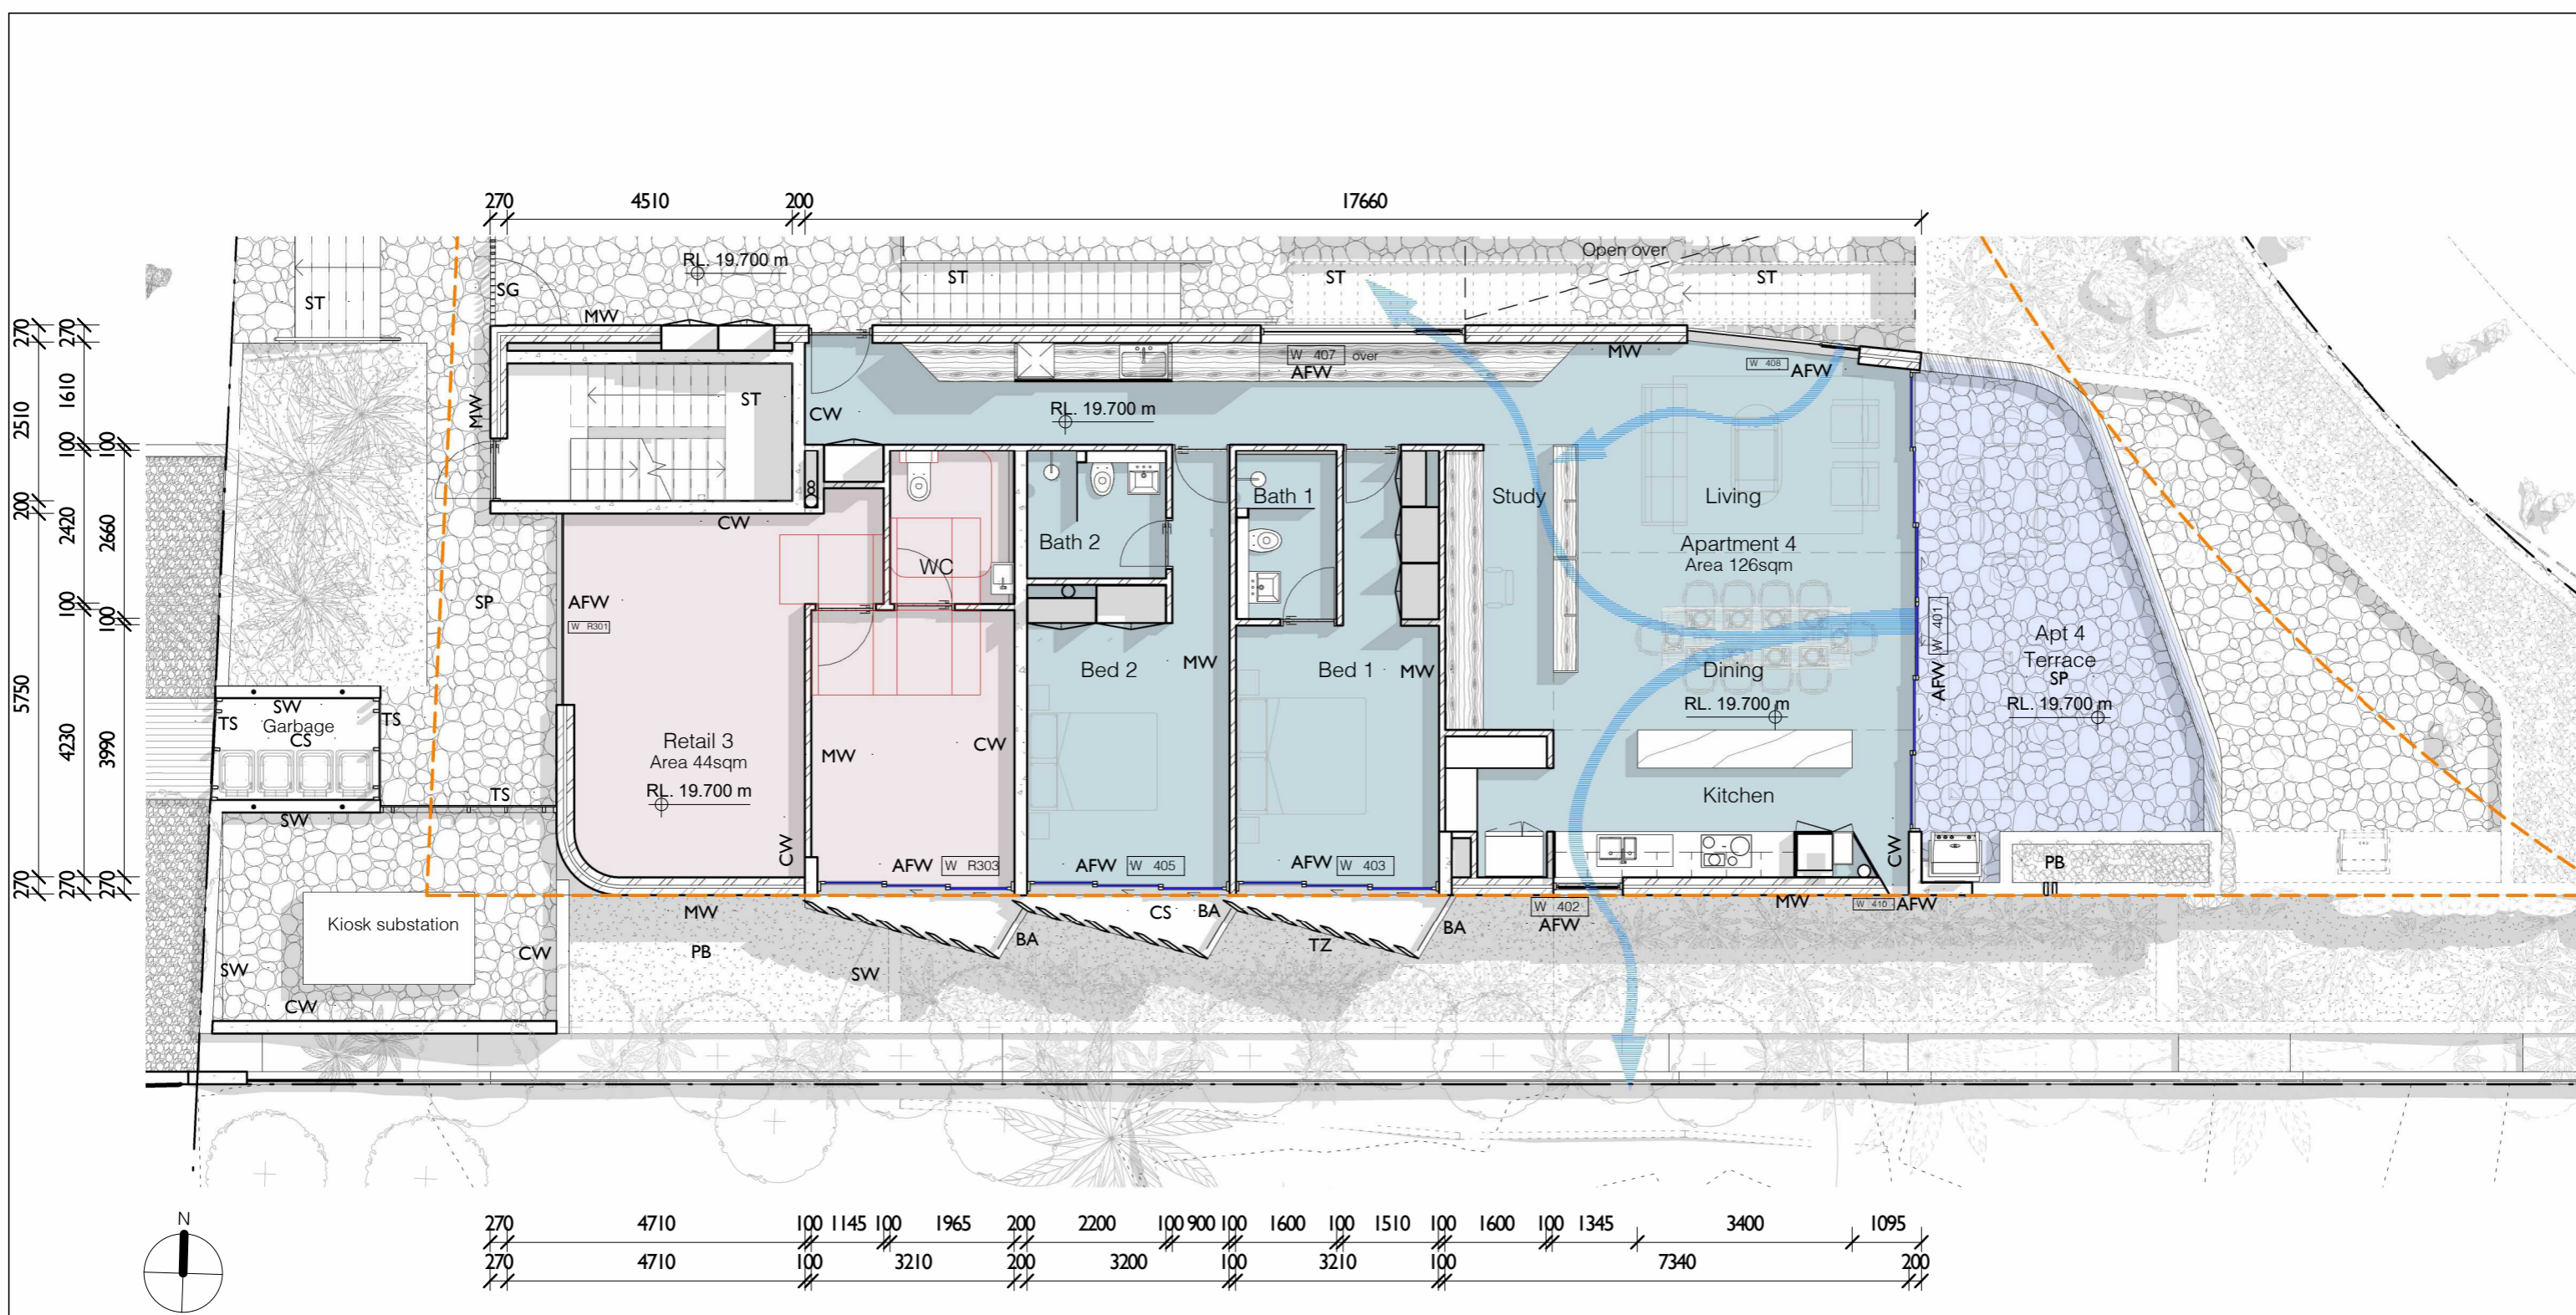 270 4510 200 17660
RL. 19.700 m
Open over
ST
ST
ST
ST
SG
MW
W 407 over
AFW
MW
W 408
AFW
MW
ST
CW
RL. 19.700 m
CW
Bath 1
Study
Living
Bath 2
WC
Apartment 4
Area 126sqm
SP
AFW
W R301
Bed 2
MW
Bed 1
MW
Dining
RL. 19.700 m
W 401
AFW
Apt 4
Terrace
SP
RL. 19.700 m
SW
TS
Garbage
CS
TS
Retail 3
Area 44sqm
RL. 19.700 m
MW
CW
TS
SW
Kitchen
CW
AFW
W R303
AFW
W 405
AFW
W 403
CW
PB
Kiosk substation
MW
CS
BA
W 402
AFW
MW
W 410
AFW
SW
CW
CW
PB
SW
BA
TZ
BA
270 2510 200 5750 270
270 1610 100 2420 100 4230 270
100 2660 100 3990 270
N
270 4710 100 1145 100 1965 200 2200 100 900 100 1600 100 1510 100 1600 100 1345 3400 1095
270 4710 100 3210 200 3200 100 3210 100 7340 200